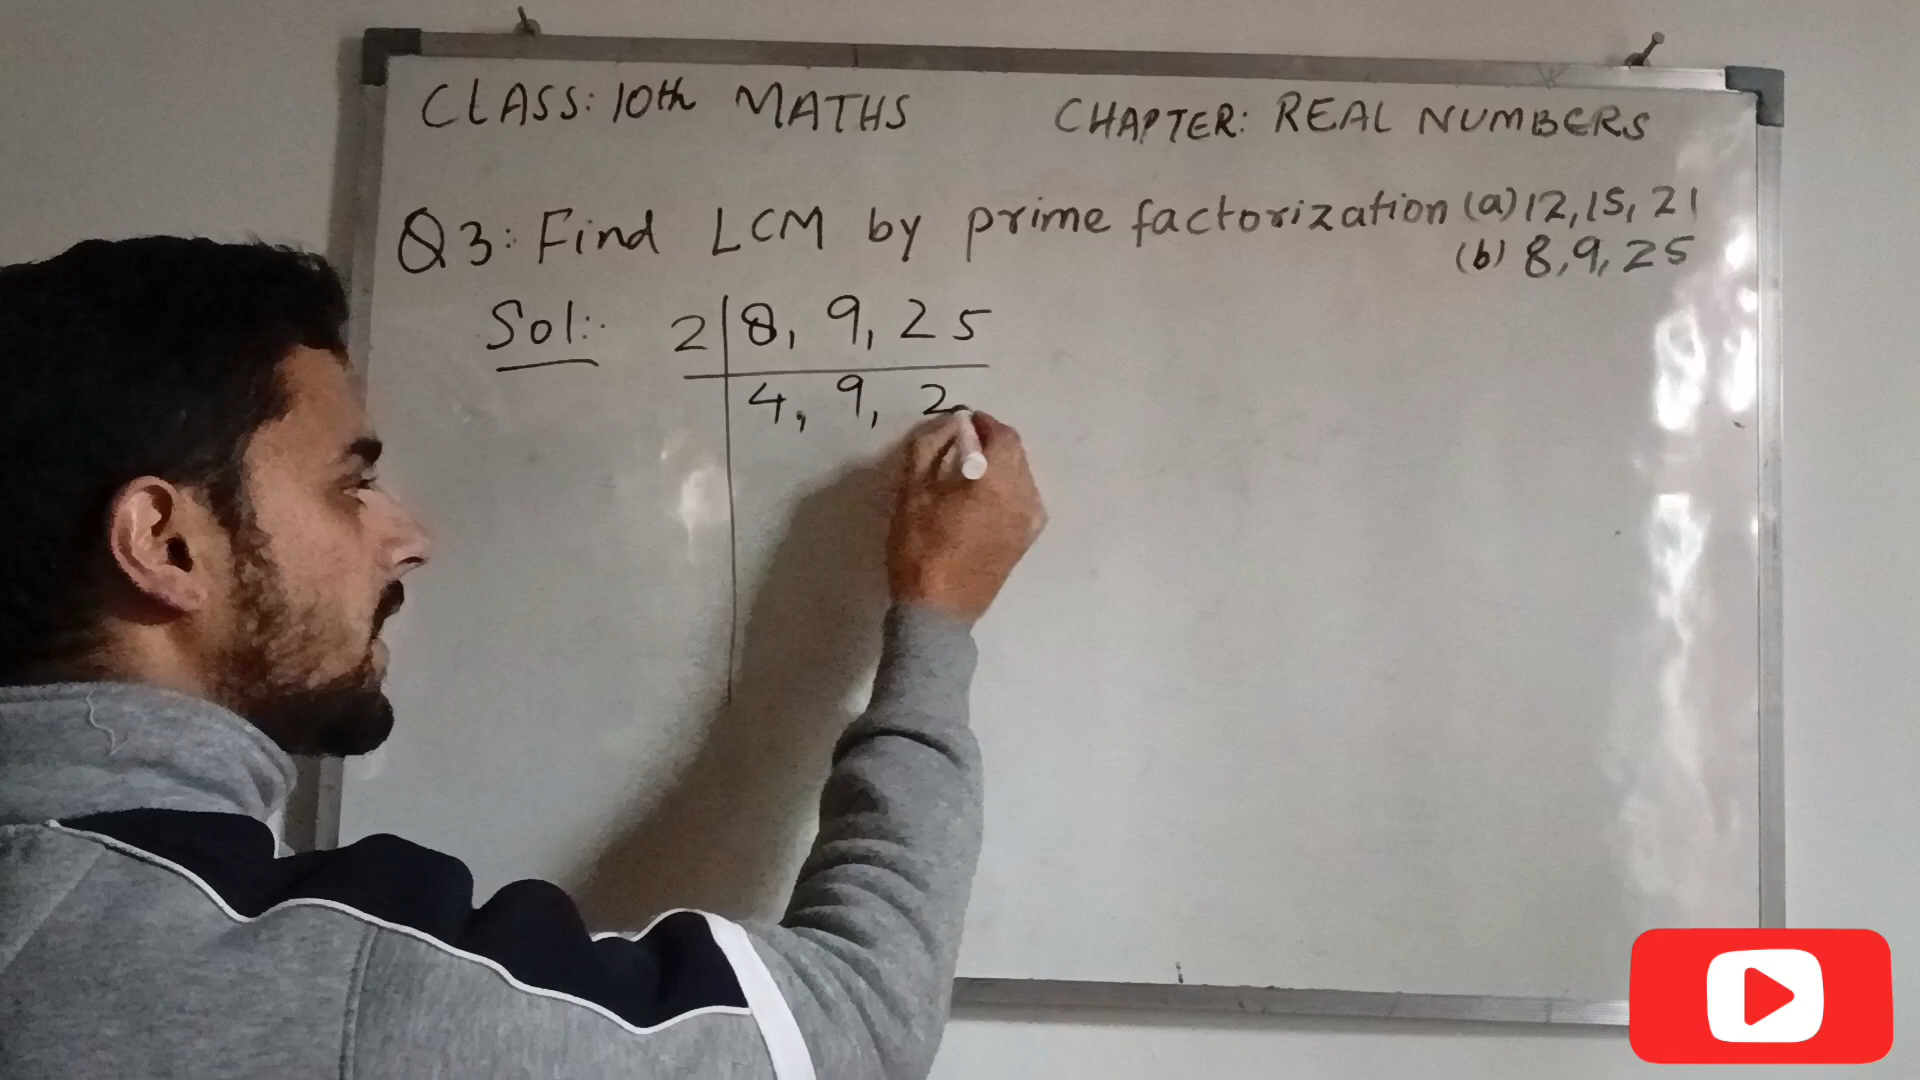 CLASS: 10th MATHS CHAPTER: REAL NUMBERS
Q3: Find LCM by prime factorization (a) 12, 15, 21
(b) 8, 9, 25
Sol:. 2 8, 9, 25
4, 9, 2